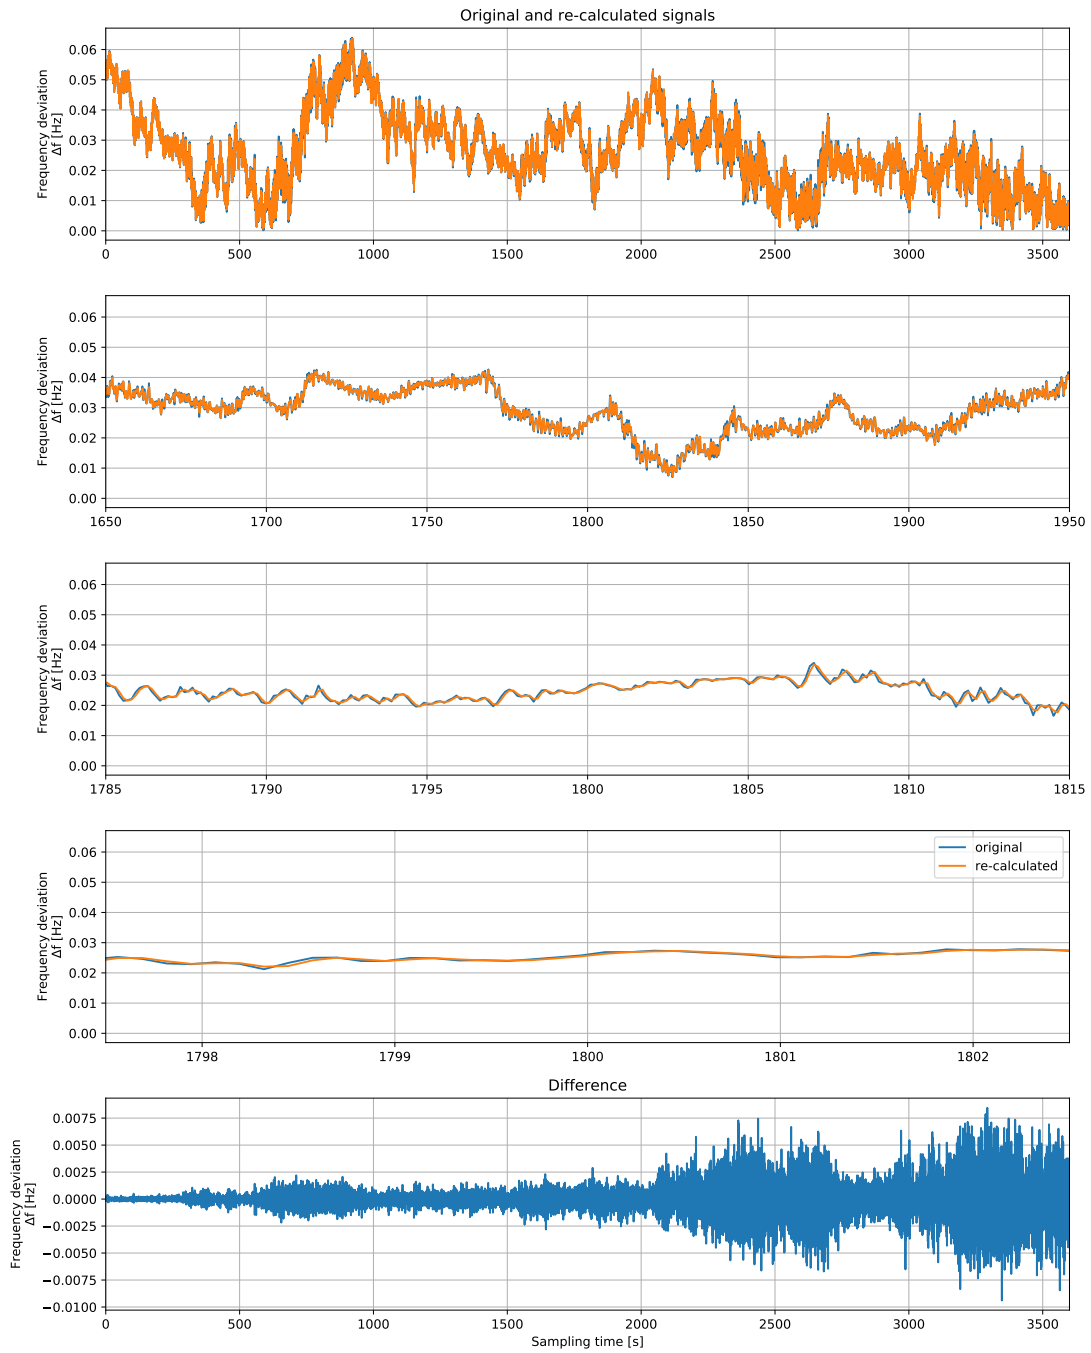 Original and re-calculated signals
Frequency deviation
Δf [Hz]
0.06
0.05
0.04
0.03
0.02
0.01
0.00
0 500 1000 1500 2000 2500 3000 3500
Frequency deviation
Δf [Hz]
0.06
0.05
0.04
0.03
0.02
0.01
0.00
1650 1700 1750 1800 1850 1900 1950
Frequency deviation
Δf [Hz]
0.06
0.05
0.04
0.03
0.02
0.01
0.00
1785 1790 1795 1800 1805 1810 1815
Frequency deviation
Δf [Hz]
0.06
0.05
0.04
0.03
0.02
0.01
0.00
original
re-calculated
1798 1799 1800 1801 1802
Difference
Frequency deviation
Δf [Hz]
0.0075
0.0050
0.0025
0.0000
−0.0025
−0.0050
−0.0075
−0.0100
0 500 1000 1500 2000 2500 3000 3500
Sampling time [s]